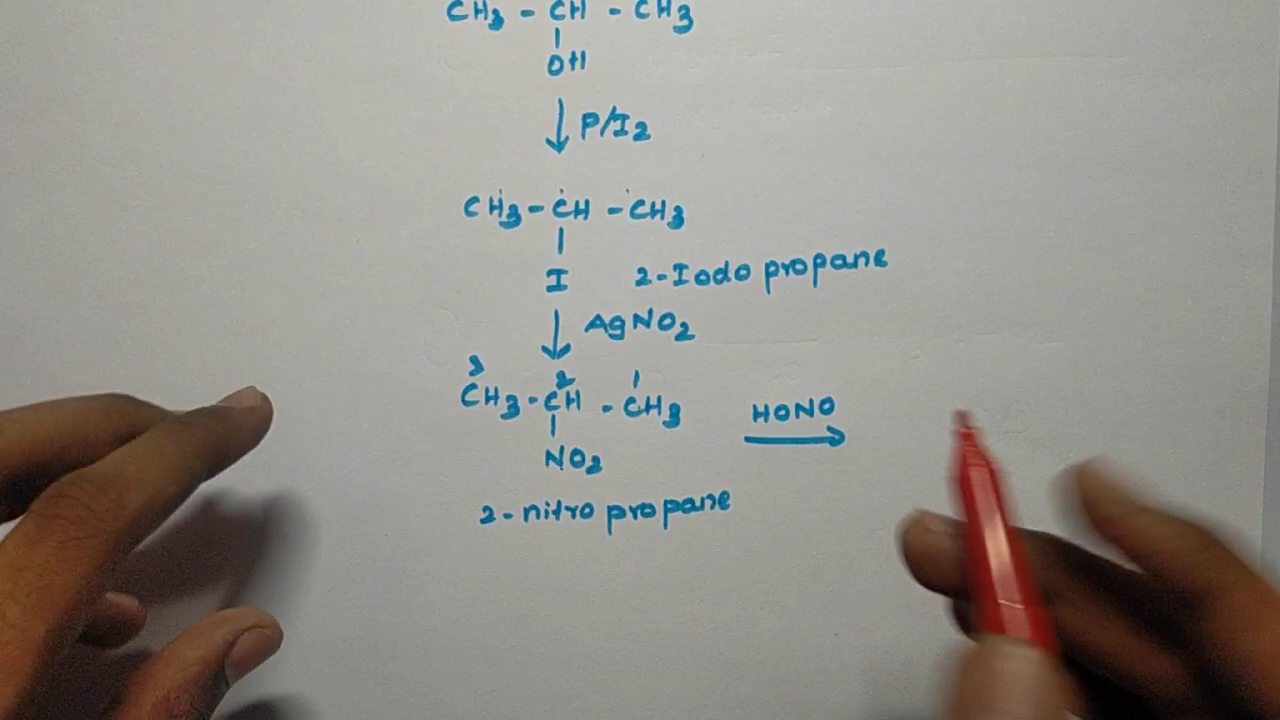 CH3 - CH - CH3
|
OH
↓ P/I2
CH3 - CH - CH3
|
I 2-Iodo propane
↓ AgNO2
3 2 1
CH3 - CH - CH3 HONO →
|
NO2
2-nitro propane